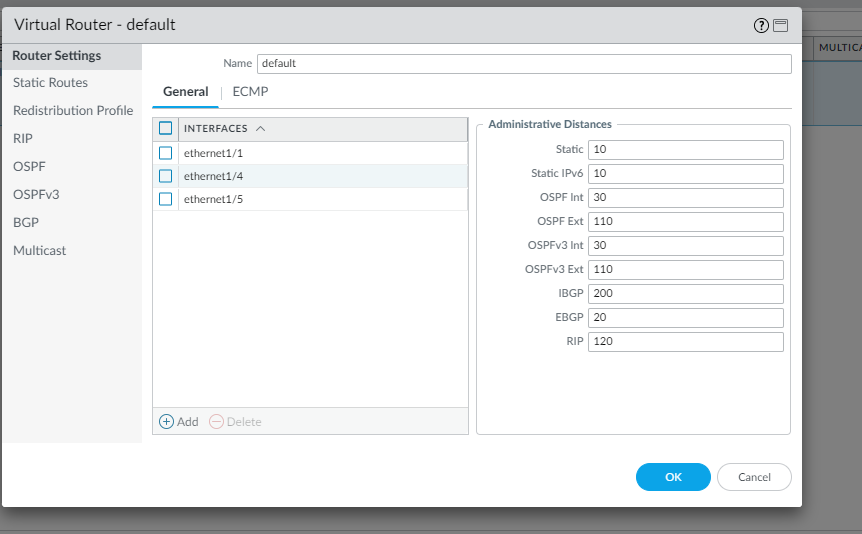 Virtual Router - default
MULTICA
Router Settings
Static Routes
Redistribution Profile
RIP
OSPF
OSPFv3
BGP
Multicast
Name default
General | ECMP
INTERFACES
ethernet1/1
ethernet1/4
ethernet1/5
Add Delete
Administrative Distances
Static 10
Static IPv6 10
OSPF Int 30
OSPF Ext 110
OSPFv3 Int 30
OSPFv3 Ext 110
IBGP 200
EBGP 20
RIP 120
OK Cancel